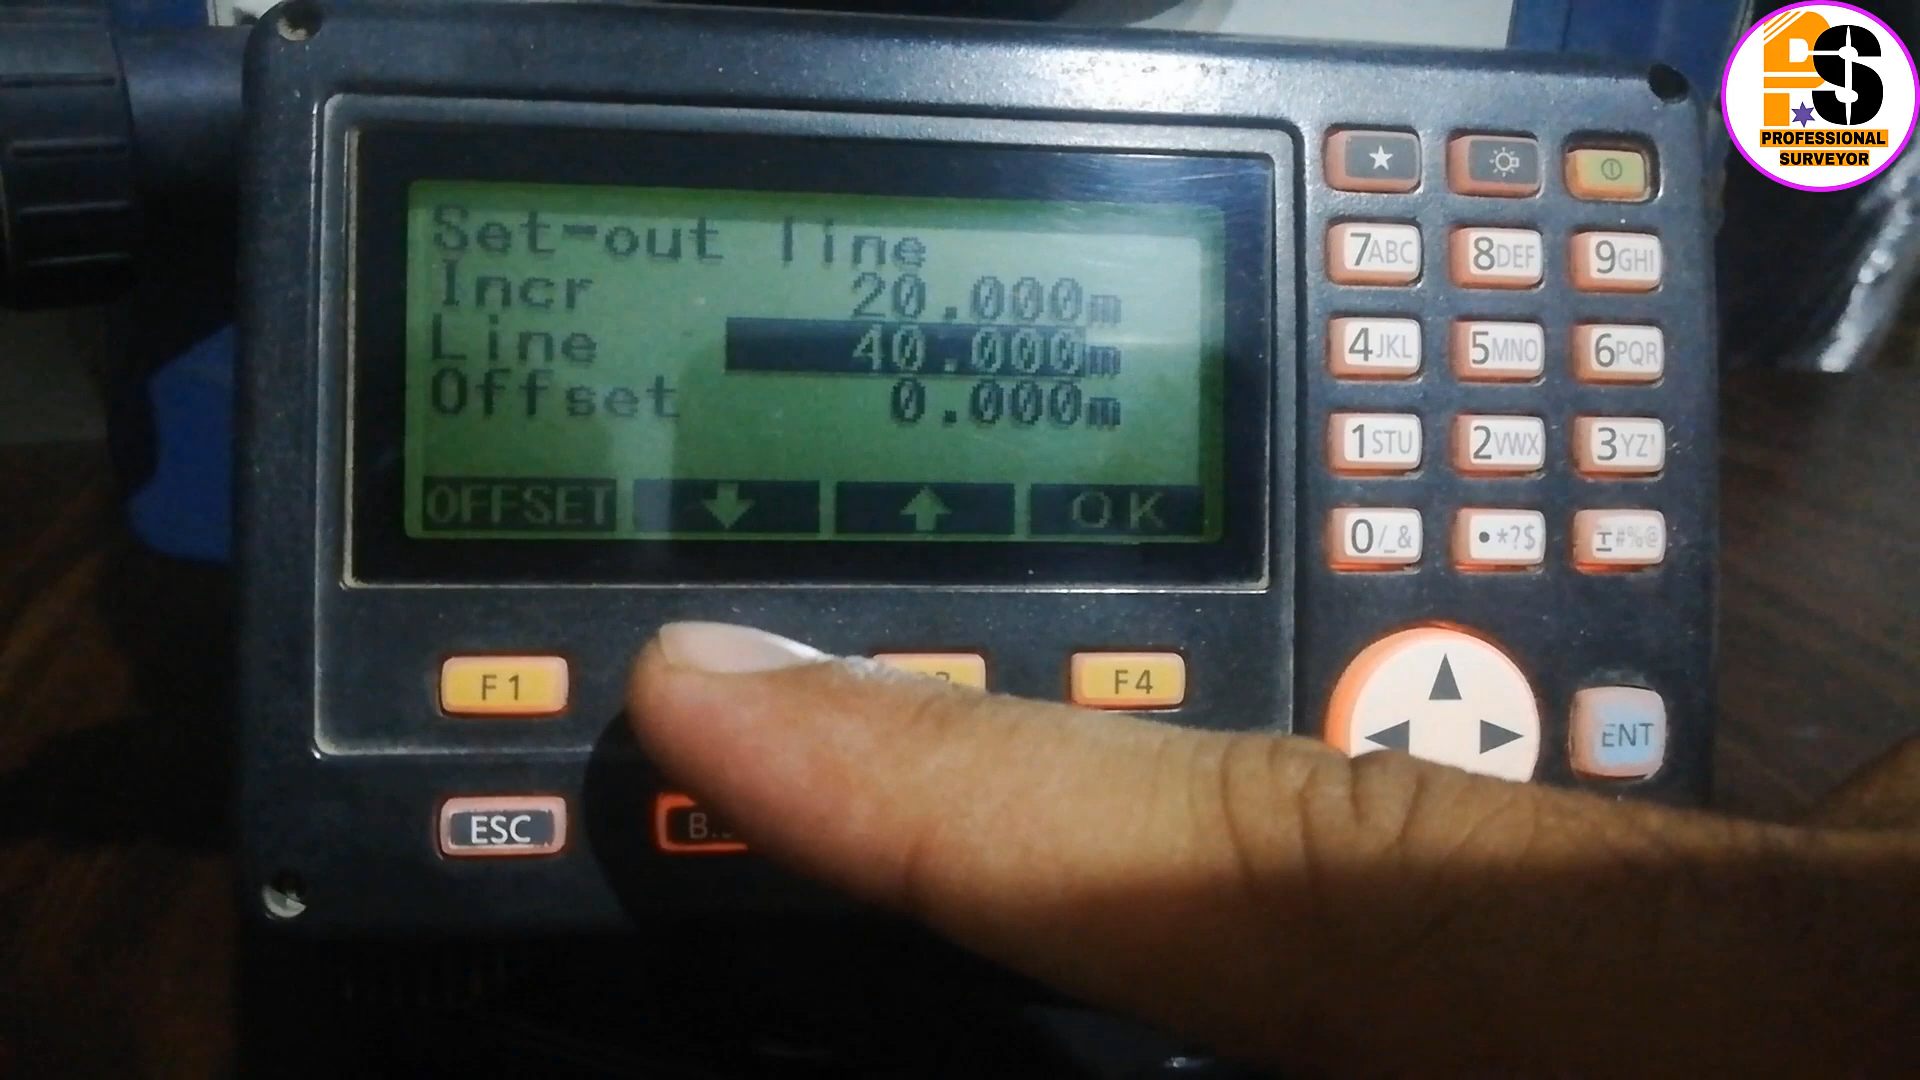 PS
PROFESSIONAL
SURVEYOR
Set-out line
Incr 20.000m
Line 40.000m
Offset 0.000m
OFFSET OK
7ABC 8DEF 9GHI
4JKL 5MNO 6PQR
1STU 2VWX 3YZ'
0/_& •*?$ ±#%@
F1 F4
ENT
ESC